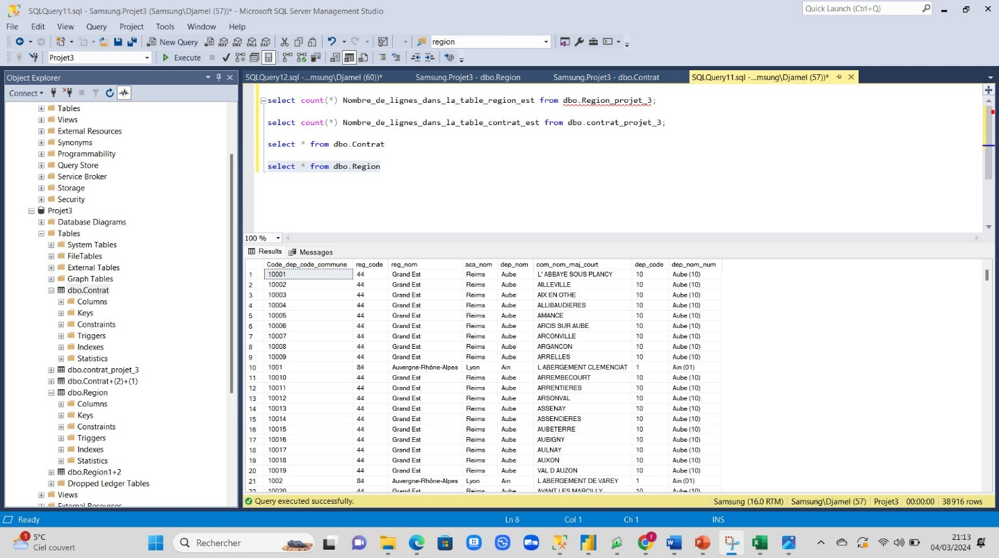 SQLQuery11.sql - Samsung.Projet3 (Samsung\Djamel (57))* - Microsoft SQL Server Management Studio
Quick Launch (Ctrl+Q)
File Edit View Query Project Tools Window Help
New Query
region
Projet3
Execute
Object Explorer
Connect
Tables
Views
External Resources
Synonyms
Programmability
Query Store
Service Broker
Storage
Security
Projet3
Database Diagrams
Tables
System Tables
FileTables
External Tables
Graph Tables
dbo.Contrat
Columns
Keys
Constraints
Triggers
Indexes
Statistics
dbo.contrat_projet_3
dbo.Contrat+(2)+(1)
dbo.Region
Columns
Keys
Constraints
Triggers
Indexes
Statistics
dbo.Region1+2
Dropped Ledger Tables
Views
External Resources
SQLQuery12.sql -...msung\Djamel (60))* Samsung.Projet3 - dbo.Region Samsung.Projet3 - dbo.Contrat SQLQuery11.sql -...msung\Djamel (57))*
select count(*) Nombre_de_lignes_dans_la_table_region_est from dbo.Region_projet_3;
select count(*) Nombre_de_lignes_dans_la_table_contrat_est from dbo.contrat_projet_3;
select * from dbo.Contrat
select * from dbo.Region
100 %
Results Messages
Code_dep_code_commune reg_code reg_nom aca_nom dep_nom com_nom_maj_court dep_code dep_nom_num
1 10001 44 Grand Est Reims Aube L' ABBAYE SOUS PLANCY 10 Aube (10)
2 10002 44 Grand Est Reims Aube AILLEVILLE 10 Aube (10)
3 10003 44 Grand Est Reims Aube AIX EN OTHE 10 Aube (10)
4 10004 44 Grand Est Reims Aube ALLIBAUDIERES 10 Aube (10)
5 10005 44 Grand Est Reims Aube AMANCE 10 Aube (10)
6 10006 44 Grand Est Reims Aube ARCIS SUR AUBE 10 Aube (10)
7 10007 44 Grand Est Reims Aube ARCONVILLE 10 Aube (10)
8 10008 44 Grand Est Reims Aube ARGANCON 10 Aube (10)
9 10009 44 Grand Est Reims Aube ARRELLES 10 Aube (10)
10 1001 84 Auvergne-Rhône-Alpes Lyon Ain L ABERGEMENT CLEMENCIAT 1 Ain (01)
11 10010 44 Grand Est Reims Aube ARREMBECOURT 10 Aube (10)
12 10011 44 Grand Est Reims Aube ARRENTIERES 10 Aube (10)
13 10012 44 Grand Est Reims Aube ARSONVAL 10 Aube (10)
14 10013 44 Grand Est Reims Aube ASSENAY 10 Aube (10)
15 10014 44 Grand Est Reims Aube ASSENCIERES 10 Aube (10)
16 10015 44 Grand Est Reims Aube AUBETERRE 10 Aube (10)
17 10016 44 Grand Est Reims Aube AUBIGNY 10 Aube (10)
18 10017 44 Grand Est Reims Aube AULNAY 10 Aube (10)
19 10018 44 Grand Est Reims Aube AUXON 10 Aube (10)
20 10019 44 Grand Est Reims Aube VAL D AUZON 10 Aube (10)
21 1002 84 Auvergne-Rhône-Alpes Lyon Ain L ABERGEMENT DE VAREY 1 Ain (01)
22 10020 44 Grand Est Reims Aube AVANT LES MARCILLY 10 Aube (10)
Query executed successfully. Samsung (16.0 RTM) Samsung\Djamel (57) Projet3 00:00:00 38 916 rows
Ready Ln 8 Col 1 Ch 1 INS
1 5°C
Ciel couvert
Rechercher
21:13
04/03/2024